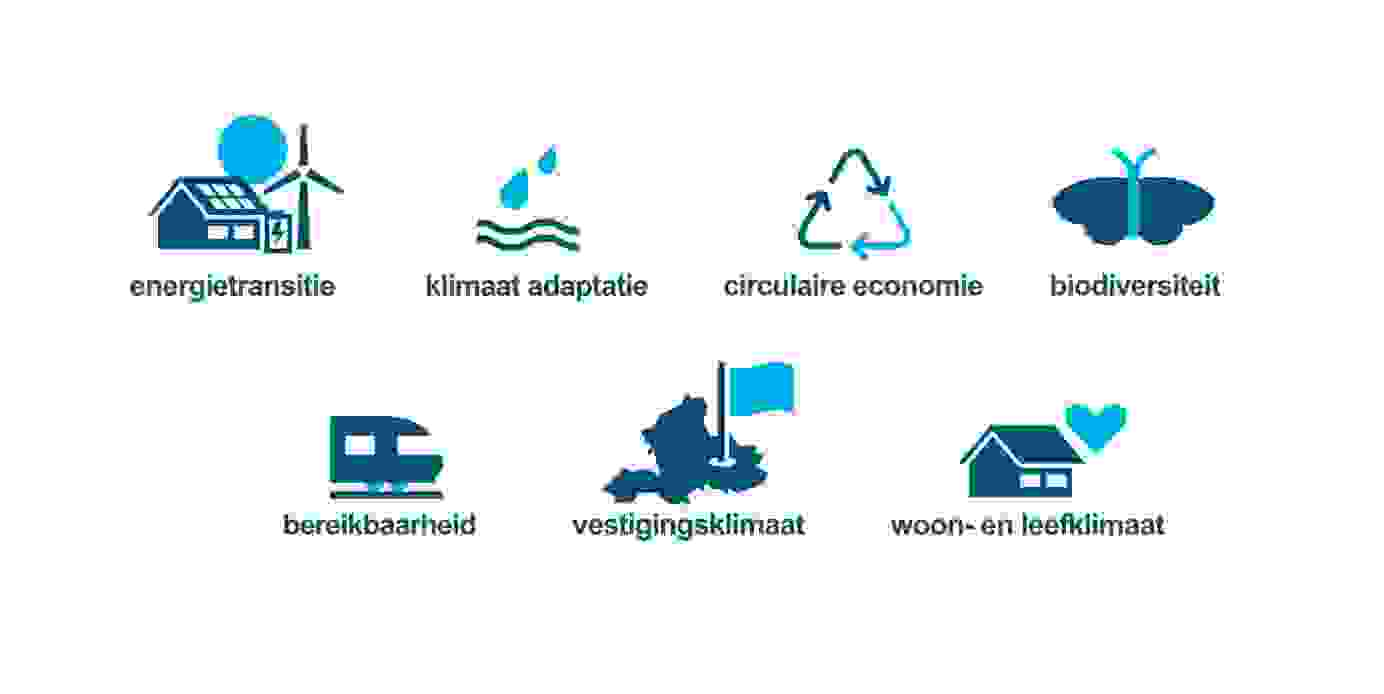 energietransitie
klimaat adaptatie
circulaire economie
biodiversiteit
bereikbaarheid
vestigingsklimaat
woon- en leefklimaat